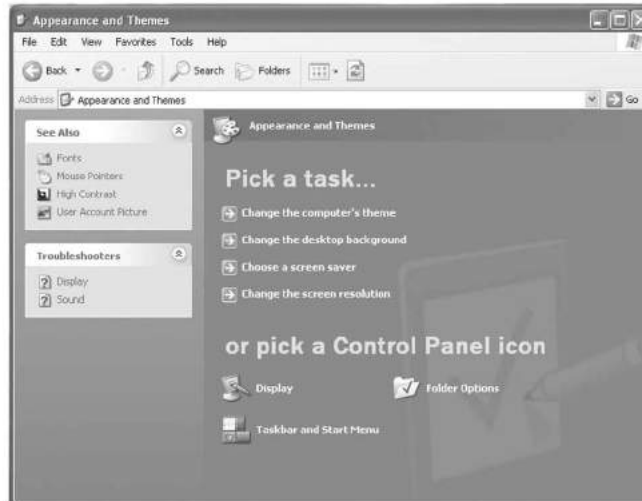 Appearance and Themes
File Edit View Favorites Tools Help
Back Search Folders
Address Appearance and Themes Go
See Also
Fonts
Mouse Pointers
High Contrast
User Account Picture
Troubleshooters
Display
Sound
Appearance and Themes
Pick a task...
Change the computer's theme
Change the desktop background
Choose a screen saver
Change the screen resolution
or pick a Control Panel icon
Display Folder Options
Taskbar and Start Menu